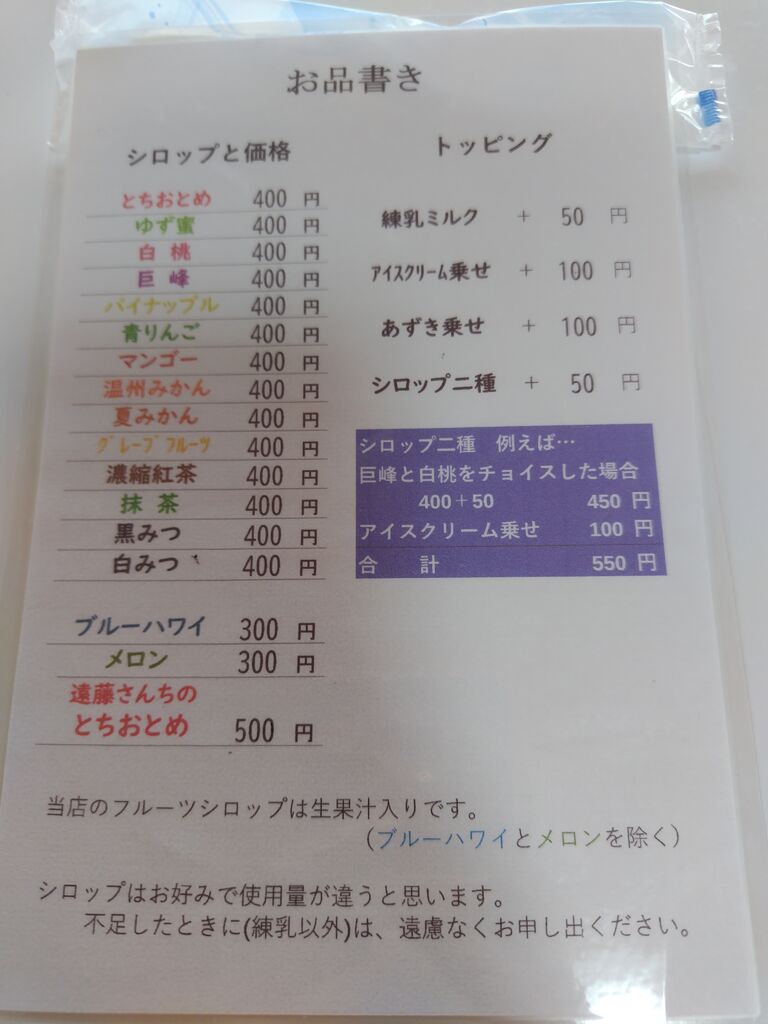 お品書き
シロップと価格
とちおとめ 400 円
ゆず蜜 400 円
白 桃 400 円
巨 峰 400 円
パイナップル 400 円
青りんご 400 円
マンゴー 400 円
温州みかん 400 円
夏みかん 400 円
ｸﾞﾚｰﾌﾟﾌﾙｰﾂ 400 円
濃縮紅茶 400 円
抹 茶 400 円
黒みつ 400 円
白みつ 400 円
ブルーハワイ 300 円
メロン 300 円
遠藤さんちの
とちおとめ 500 円
トッピング
練乳ミルク + 50 円
ｱｲｽｸﾘｰﾑ乗せ + 100 円
あずき乗せ + 100 円
シロップ二種 + 50 円
シロップ二種 例えば…
巨峰と白桃をチョイスした場合
400＋50 450 円
アイスクリーム乗せ 100 円
合 計 550 円
当店のフルーツシロップは生果汁入りです。
（ブルーハワイとメロンを除く）
シロップはお好みで使用量が違うと思います。
不足したときに(練乳以外)は、遠慮なくお申し出ください。